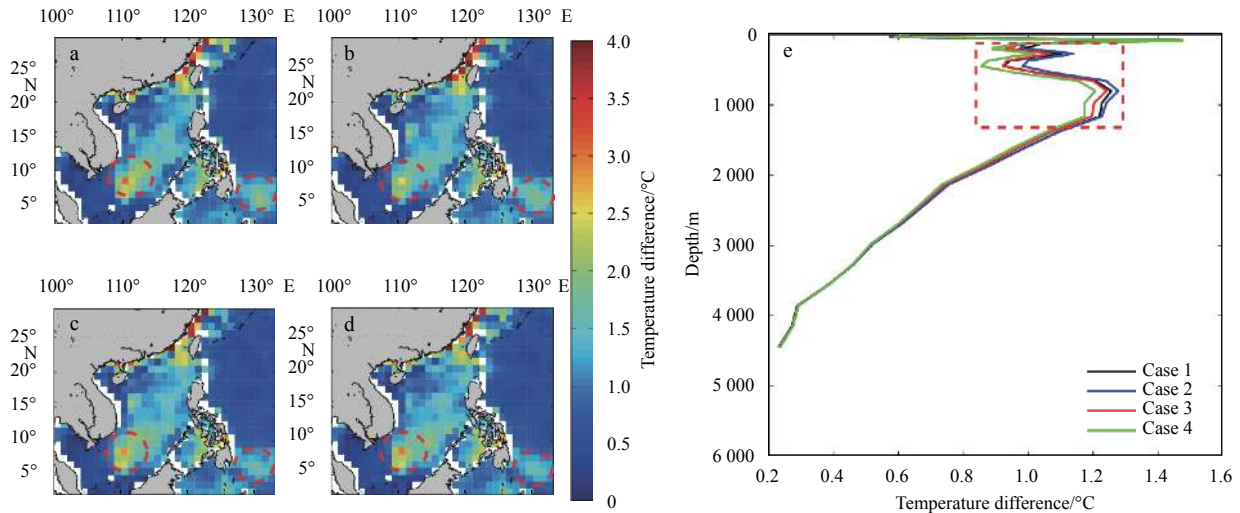 100° 110° 120° 130° E
100° 110° 120° 130° E
a
b
25°
N
20°
15°
10°
5°
25°
N
20°
15°
10°
5°
100° 110° 120° 130° E
100° 110° 120° 130° E
c
d
25°
N
20°
15°
10°
5°
25°
N
20°
15°
10°
5°
4.0
3.5
3.0
2.5
2.0
1.5
1.0
0.5
0
Temperature difference/°C
e
0
1 000
2 000
3 000
4 000
5 000
6 000
Depth/m
Case 1
Case 2
Case 3
Case 4
0.2 0.4 0.6 0.8 1.0 1.2 1.4 1.6
Temperature difference/°C